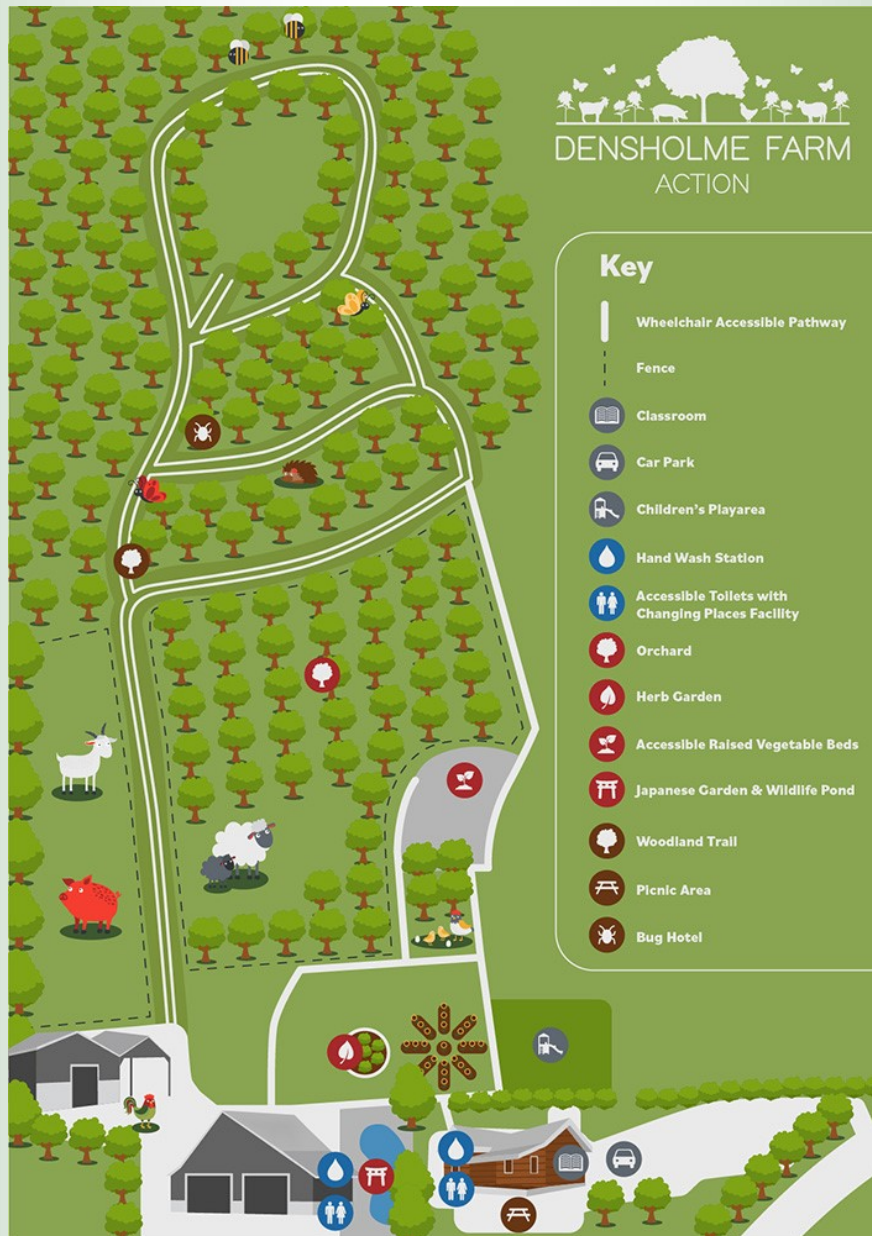 DENSHOLME FARM
ACTION
Key
Wheelchair Accessible Pathway
Fence
Classroom
Car Park
Children's Playarea
Hand Wash Station
Accessible Toilets with
Changing Places Facility
Orchard
Herb Garden
Accessible Raised Vegetable Beds
Japanese Garden & Wildlife Pond
Woodland Trail
Picnic Area
Bug Hotel